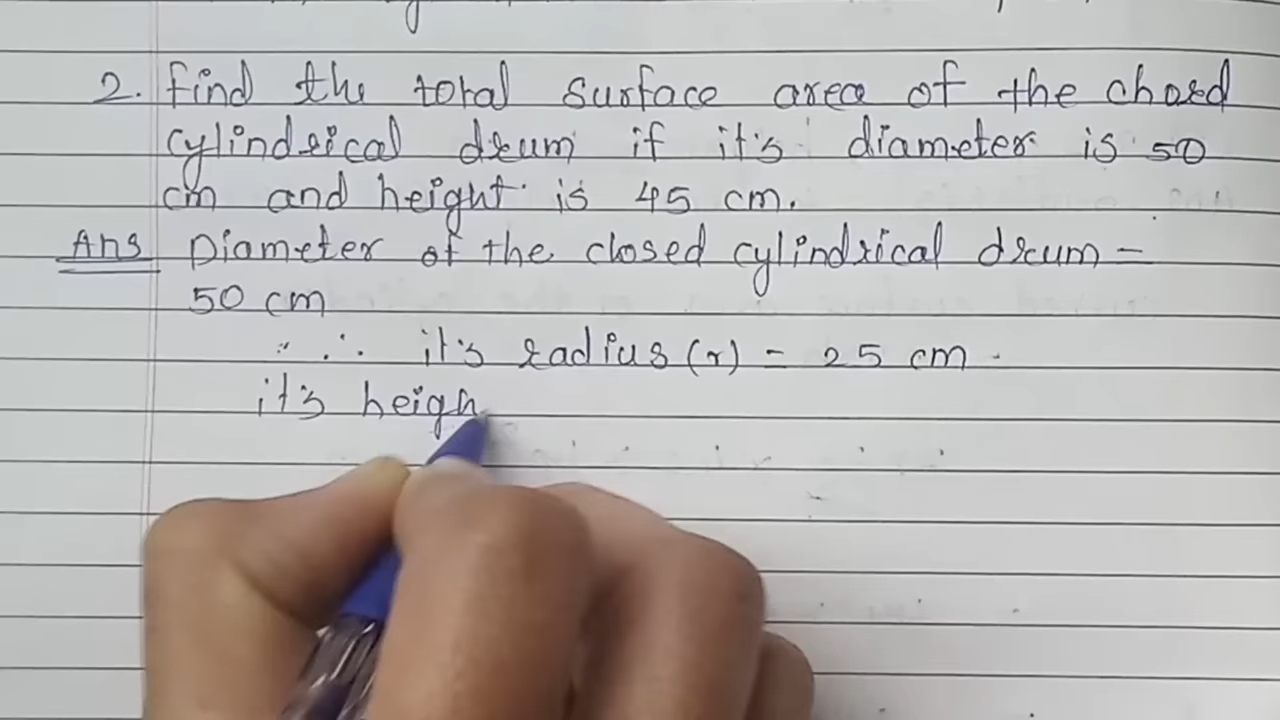 2. find the total surface area of the chosed
cylindrical drum if it's diameter is 50
cm and height is 45 cm.
Ans Diameter of the closed cylindrical drum =
50 cm
∴ it's radius (r) = 25 cm.
it's heigh